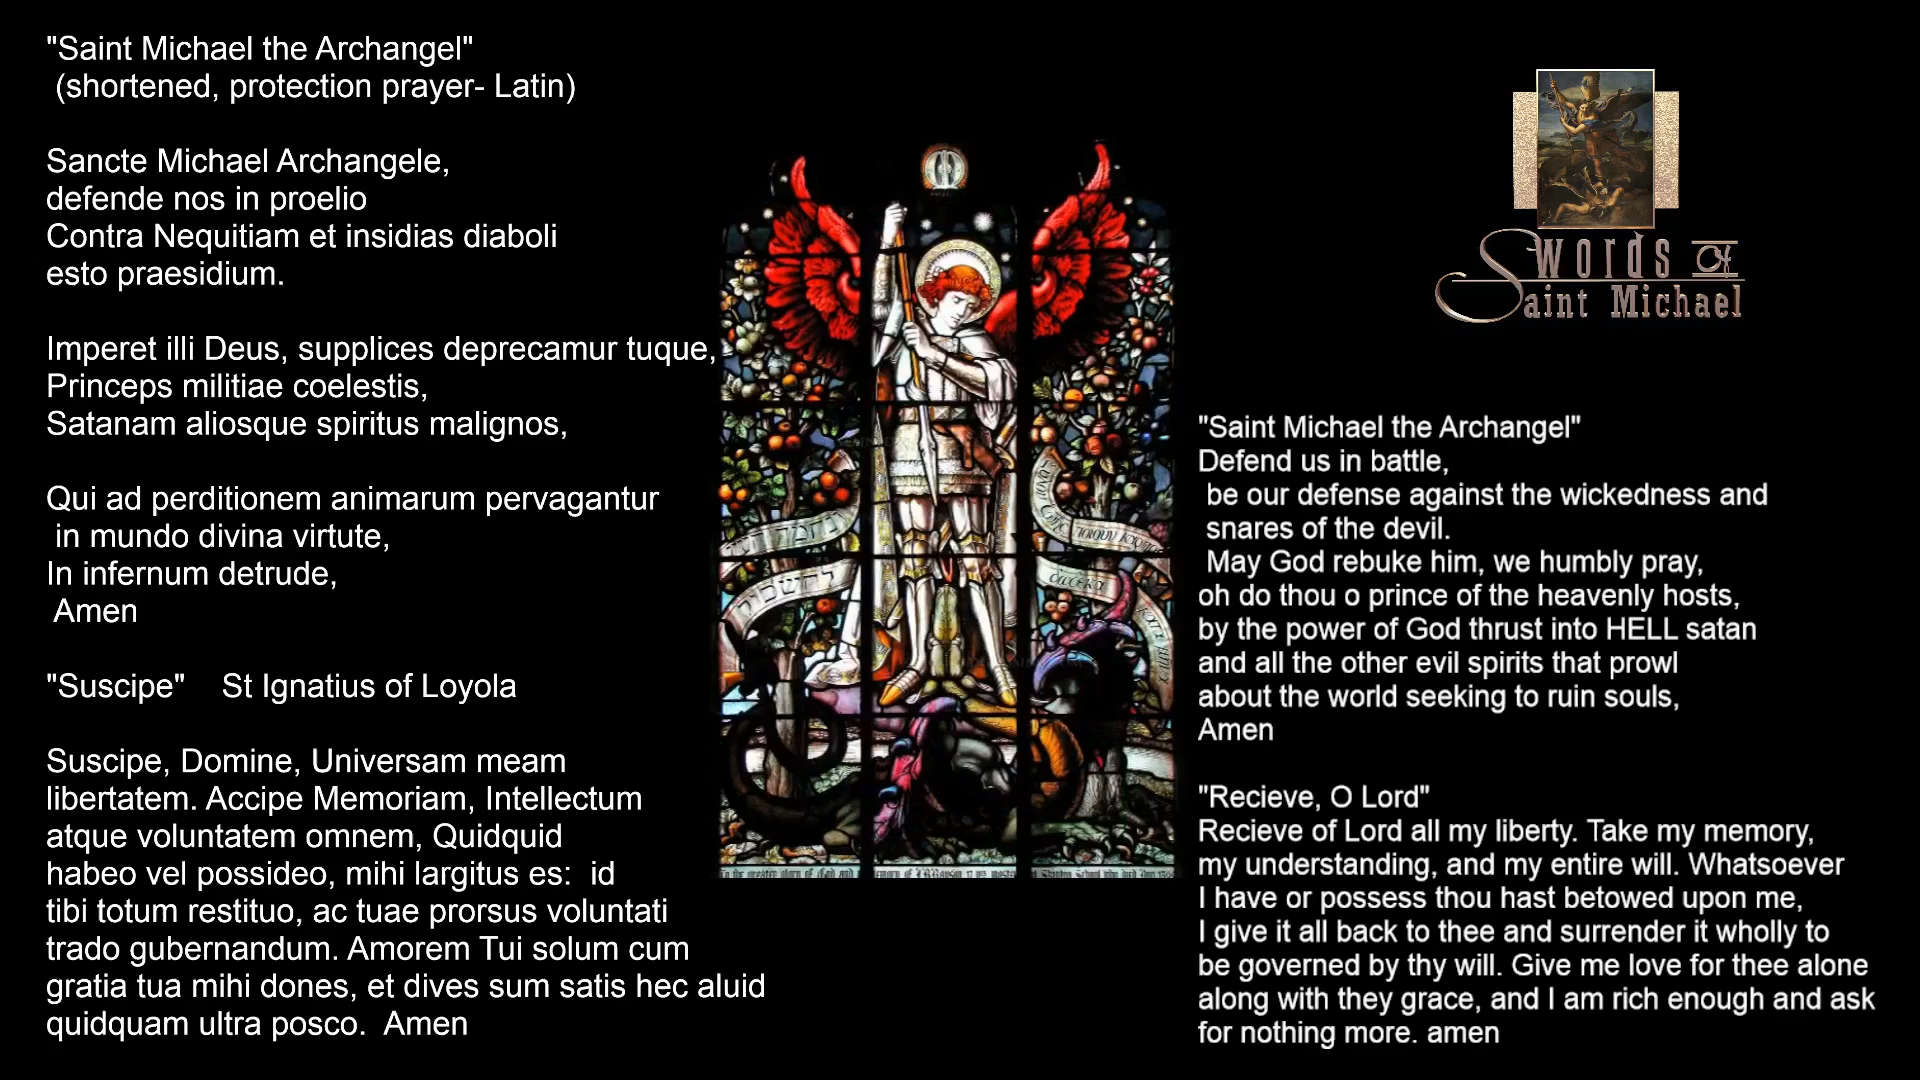 "Saint Michael the Archangel"
(shortened, protection prayer- Latin)
Sancte Michael Archangele,
defende nos in proelio
Contra Nequitiam et insidias diaboli
esto praesidium.
Imperet illi Deus, supplices deprecamur tuque,
Princeps militiae coelestis,
Satanam aliosque spiritus malignos,
Qui ad perditionem animarum pervagantur
in mundo divina virtute,
In infernum detrude,
Amen
"Suscipe" St Ignatius of Loyola
Suscipe, Domine, Universam meam
libertatem. Accipe Memoriam, Intellectum
atque voluntatem omnem, Quidquid
habeo vel possideo, mihi largitus es: id
tibi totum restituo, ac tuae prorsus voluntati
trado gubernandum. Amorem Tui solum cum
gratia tua mihi dones, et dives sum satis hec aluid
quidquam ultra posco. Amen
Swords of
Saint Michael
"Saint Michael the Archangel"
Defend us in battle,
be our defense against the wickedness and
snares of the devil.
May God rebuke him, we humbly pray,
oh do thou o prince of the heavenly hosts,
by the power of God thrust into HELL satan
and all the other evil spirits that prowl
about the world seeking to ruin souls,
Amen
"Recieve, O Lord"
Recieve of Lord all my liberty. Take my memory,
my understanding, and my entire will. Whatsoever
I have or possess thou hast betowed upon me,
I give it all back to thee and surrender it wholly to
be governed by thy will. Give me love for thee alone
along with they grace, and I am rich enough and ask
for nothing more. amen